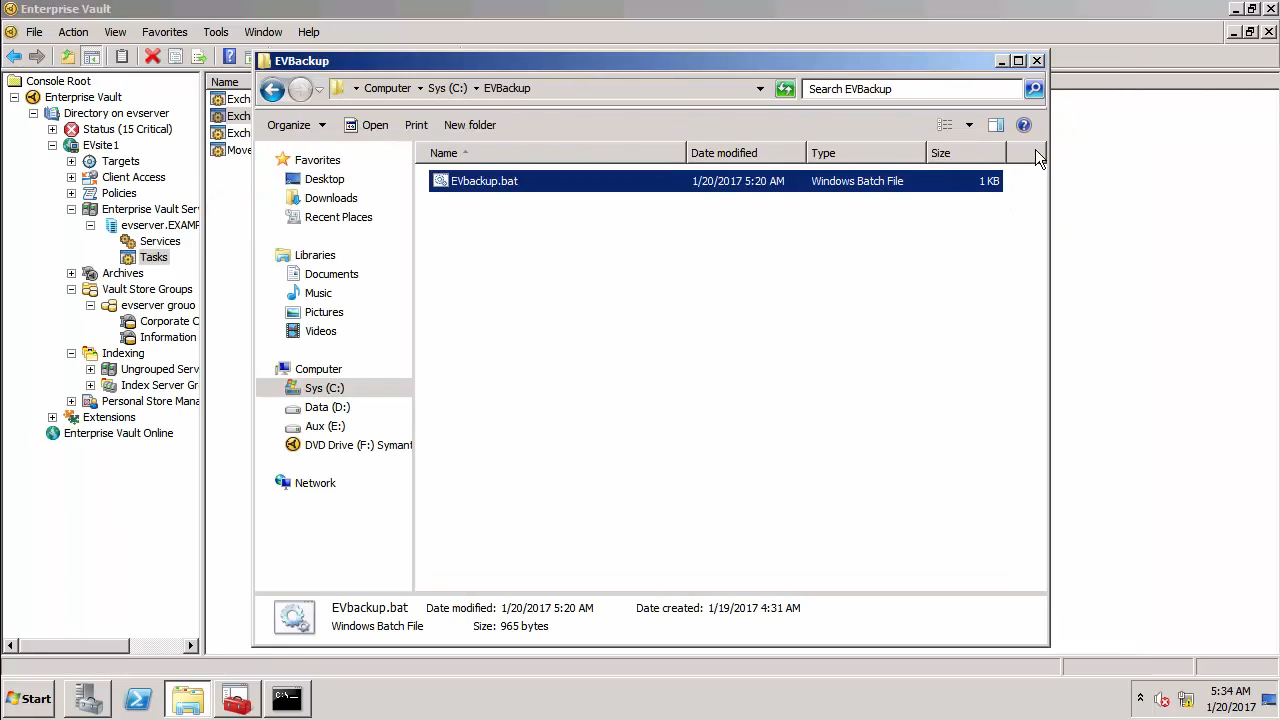 Enterprise Vault
File Action View Favorites Tools Window Help
EVBackup
Computer Sys (C:) EVBackup
Search EVBackup
Organize Open Print New folder
Console Root
Enterprise Vault
Directory on evserver
Status (15 Critical)
EVsite1
Targets
Client Access
Policies
Enterprise Vault Ser
evserver.EXAMF
Services
Tasks
Archives
Vault Store Groups
evserver grouo
Corporate C
Information
Indexing
Ungrouped Serv
Index Server Gr
Personal Store Mana
Extensions
Enterprise Vault Online
Name
Exch
Exch
Exch
Move
Favorites
Desktop
Downloads
Recent Places
Libraries
Documents
Music
Pictures
Videos
Computer
Sys (C:)
Data (D:)
Aux (E:)
DVD Drive (F:) Symant
Network
Name Date modified Type Size
EVbackup.bat 1/20/2017 5:20 AM Windows Batch File 1 KB
EVbackup.bat Date modified: 1/20/2017 5:20 AM Date created: 1/19/2017 4:31 AM
Windows Batch File Size: 965 bytes
Start
5:34 AM
1/20/2017